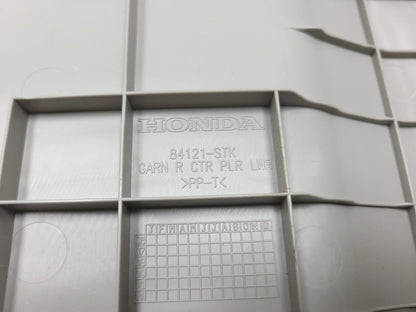 HONDA
84121-STK
GARN R CTR PLR LWR
>PP-T<